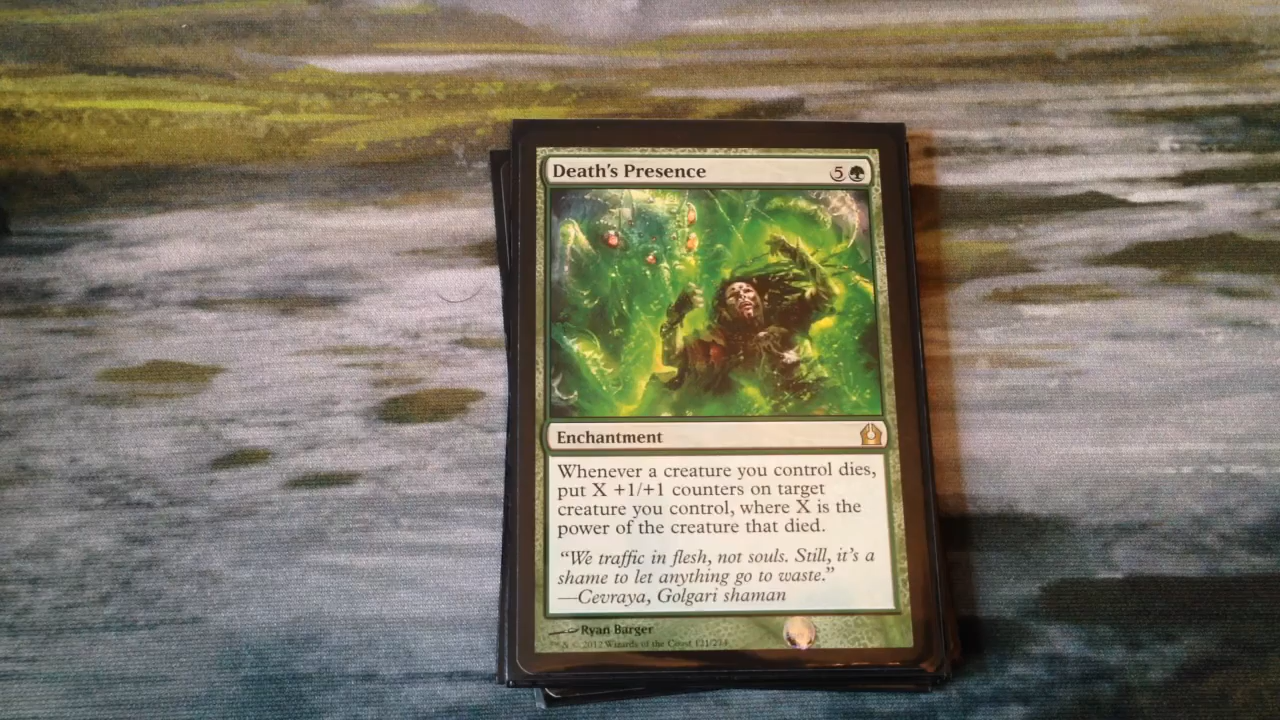 Death's Presence 5
Enchantment
Whenever a creature you control dies,
put X +1/+1 counters on target
creature you control, where X is the
power of the creature that died.
“We traffic in flesh, not souls. Still, it's a
shame to let anything go to waste.”
—Cevraya, Golgari shaman
Ryan Barger
© 2012 Wizards of the Coast